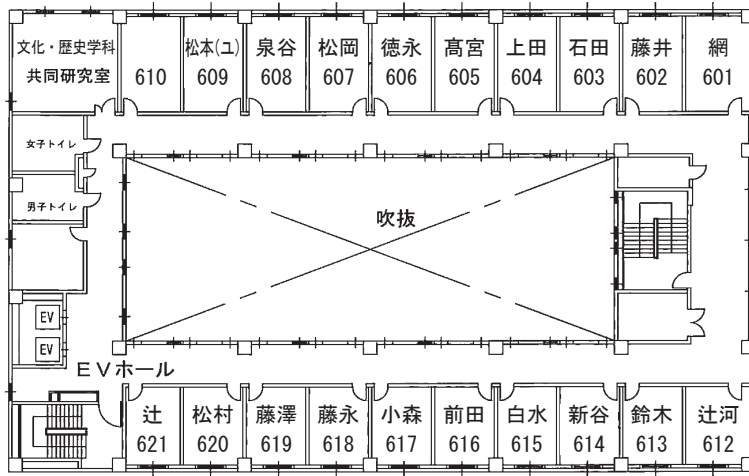 文化・歴史学科
共同研究室
610
松本(ユ)
609
泉谷
608
松岡
607
徳永
606
髙宮
605
上田
604
石田
603
藤井
602
網
601
女子トイレ
男子トイレ
吹抜
EV
EV
EVホール
辻
621
松村
620
藤澤
619
藤永
618
小森
617
前田
616
白水
615
新谷
614
鈴木
613
辻河
612